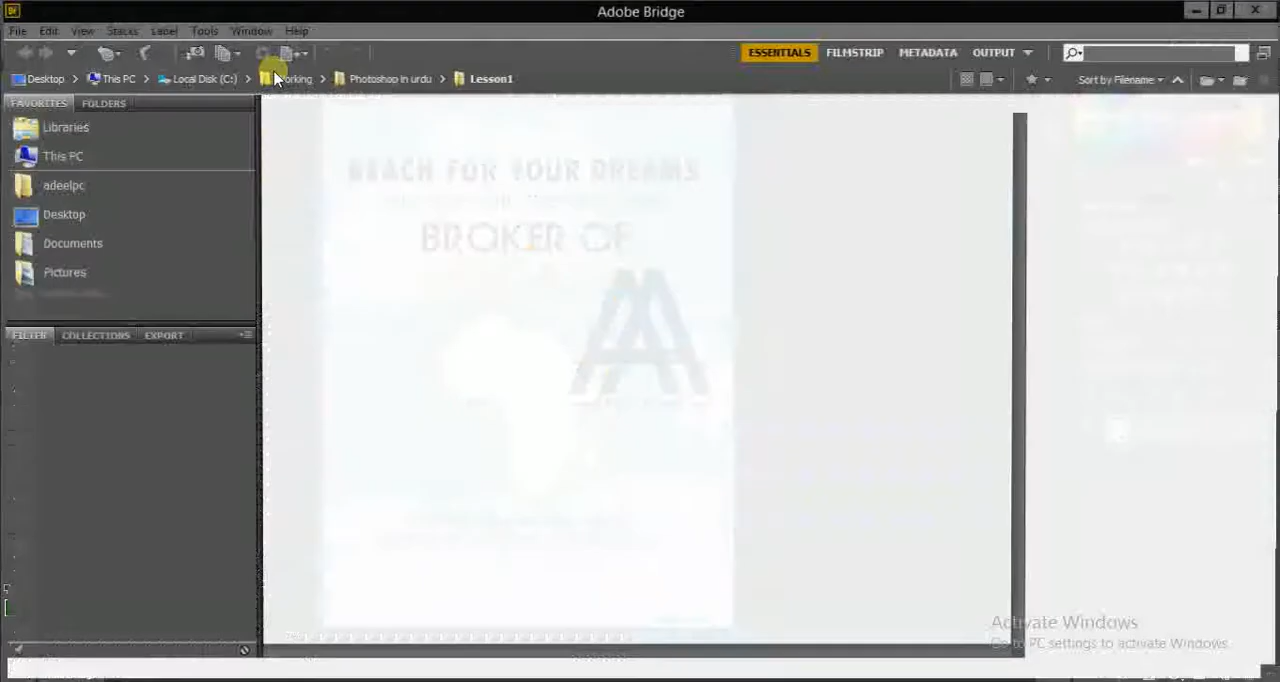 Adobe Bridge
File Edit View Stacks Label Tools Window Help
ESSENTIALS FILMSTRIP METADATA OUTPUT
Desktop This PC Local Disk (C:) Photoshop in urdu Lesson1
Sort by Filename
FAVORITES FOLDERS
Libraries
This PC
adeelpc
Desktop
Documents
Pictures
REACH FOR YOUR DREAMS
BROKER OF
FILTER COLLECTIONS EXPORT
Activate Windows
Go to PC settings to activate Windows.